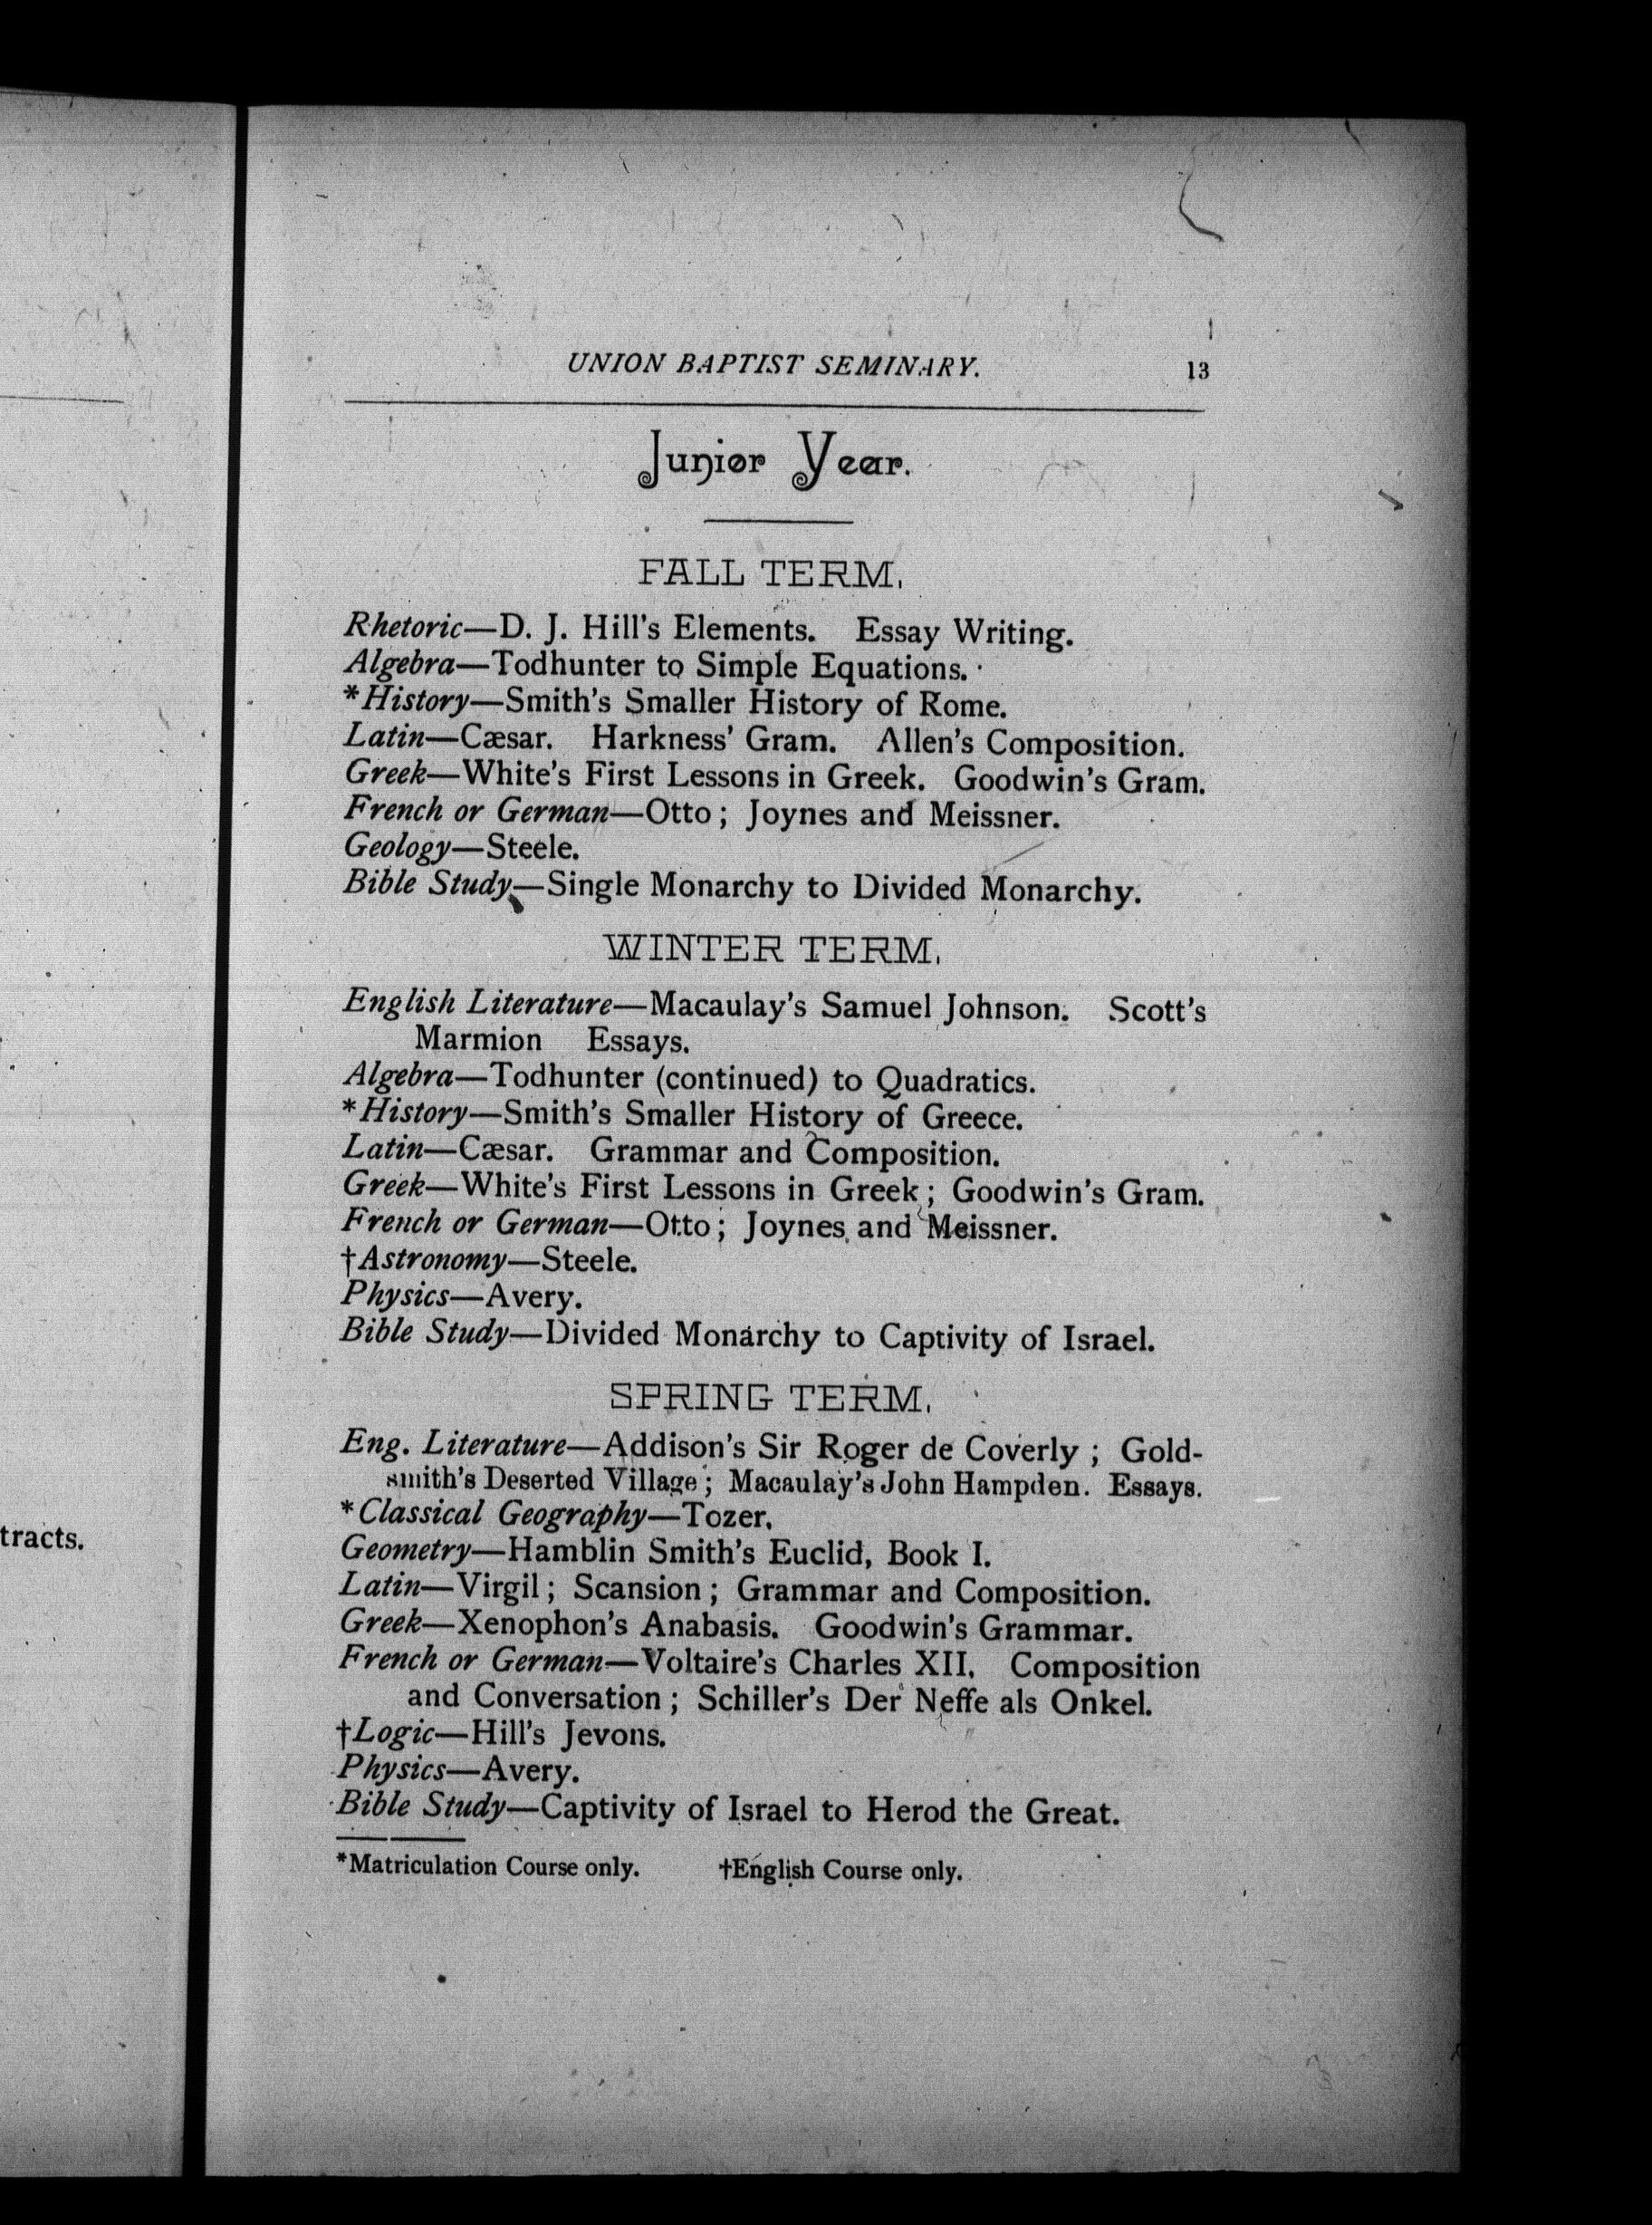 tracts.
UNION BAPTIST SEMINARY. 13
Junior Year.
FALL TERM.
Rhetoric—D. J. Hill's Elements. Essay Writing.
Algebra—Todhunter to Simple Equations.
*History—Smith's Smaller History of Rome.
Latin—Cæsar. Harkness' Gram. Allen's Composition.
Greek—White's First Lessons in Greek. Goodwin's Gram.
French or German—Otto; Joynes and Meissner.
Geology—Steele.
Bible Study—Single Monarchy to Divided Monarchy.
WINTER TERM.
English Literature—Macaulay's Samuel Johnson. Scott's
Marmion Essays.
Algebra—Todhunter (continued) to Quadratics.
*History—Smith's Smaller History of Greece.
Latin—Cæsar. Grammar and Composition.
Greek—White's First Lessons in Greek; Goodwin's Gram.
French or German—Otto; Joynes and Meissner.
†Astronomy—Steele.
Physics—Avery.
Bible Study—Divided Monarchy to Captivity of Israel.
SPRING TERM.
Eng. Literature—Addison's Sir Roger de Coverly; Gold-
smith's Deserted Village; Macaulay's John Hampden. Essays.
*Classical Geography—Tozer.
Geometry—Hamblin Smith's Euclid, Book I.
Latin—Virgil; Scansion; Grammar and Composition.
Greek—Xenophon's Anabasis. Goodwin's Grammar.
French or German—Voltaire's Charles XII. Composition
and Conversation; Schiller's Der Neffe als Onkel.
†Logic—Hill's Jevons.
Physics—Avery.
Bible Study—Captivity of Israel to Herod the Great.
*Matriculation Course only. †English Course only.